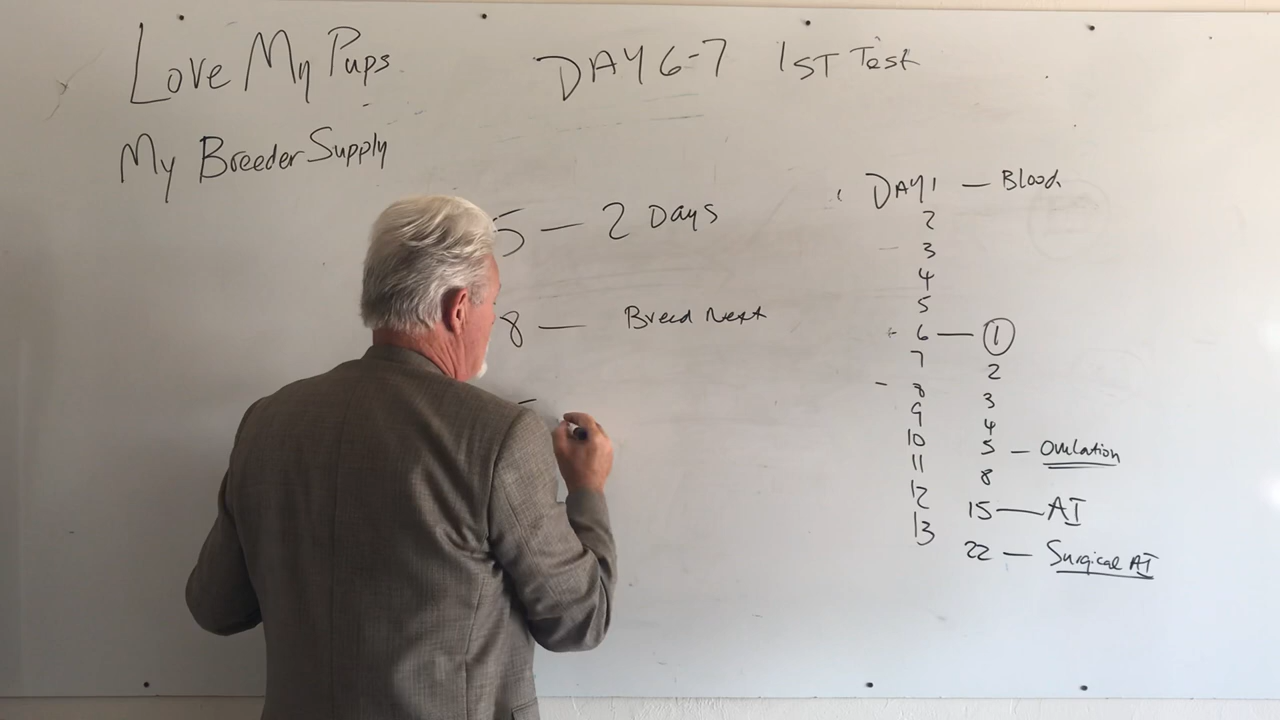 Love My Pups
My Breeder Supply
DAY 6-7 1ST Test
5 — 2 Days
8 — Breed Next
DAY 1 — Blood
2
3
4
5
6 — 1
7 2
8 3
9 4
10 5 — Ovulation
11 8
12 15 — AI
13 22 — Surgical AI